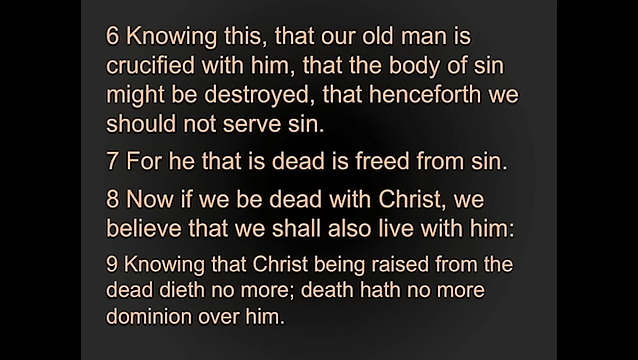 6 Knowing this, that our old man is
crucified with him, that the body of sin
might be destroyed, that henceforth we
should not serve sin.
7 For he that is dead is freed from sin.
8 Now if we be dead with Christ, we
believe that we shall also live with him:
9 Knowing that Christ being raised from the
dead dieth no more; death hath no more
dominion over him.